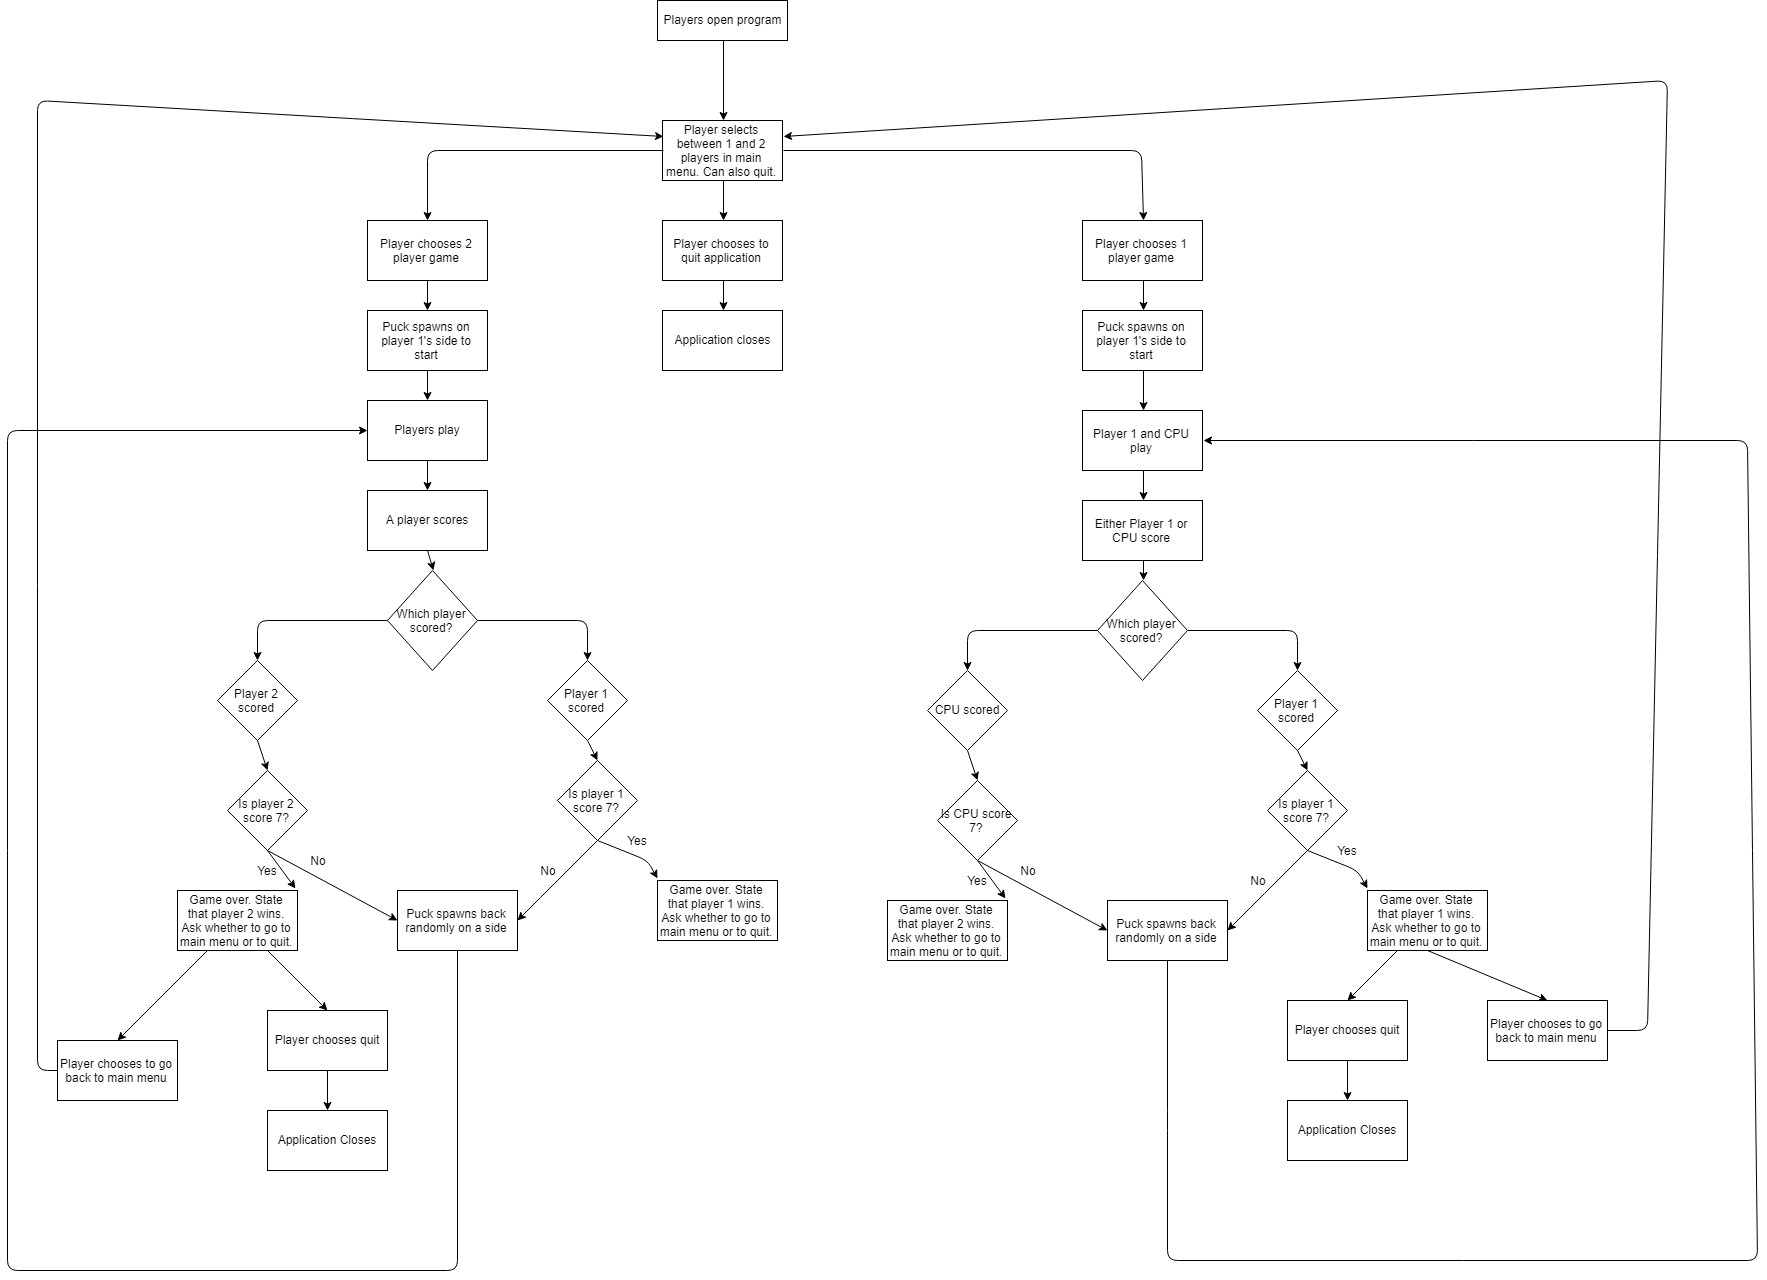 Players open program
Player selects
between 1 and 2
players in main
menu. Can also quit.
Player chooses 2
player game
Player chooses to
quit application
Player chooses 1
player game
Puck spawns on
player 1's side to
start
Application closes
Puck spawns on
player 1's side to
start
Players play
Player 1 and CPU
play
A player scores
Either Player 1 or
CPU score
Which player
scored?
Which player
scored?
Player 2
scored
Player 1
scored
CPU scored
Player 1
scored
Is player 2
score 7?
Is player 1
score 7?
Is CPU score
7?
Is player 1
score 7?
Yes
No
No
Yes
Yes
No
No
Yes
Game over. State
that player 2 wins.
Ask whether to go to
main menu or to quit.
Puck spawns back
randomly on a side
Game over. State
that player 1 wins.
Ask whether to go to
main menu or to quit.
Game over. State
that player 2 wins.
Ask whether to go to
main menu or to quit.
Puck spawns back
randomly on a side
Game over. State
that player 1 wins.
Ask whether to go to
main menu or to quit.
Player chooses to go
back to main menu
Player chooses quit
Player chooses quit
Player chooses to go
back to main menu
Application Closes
Application Closes